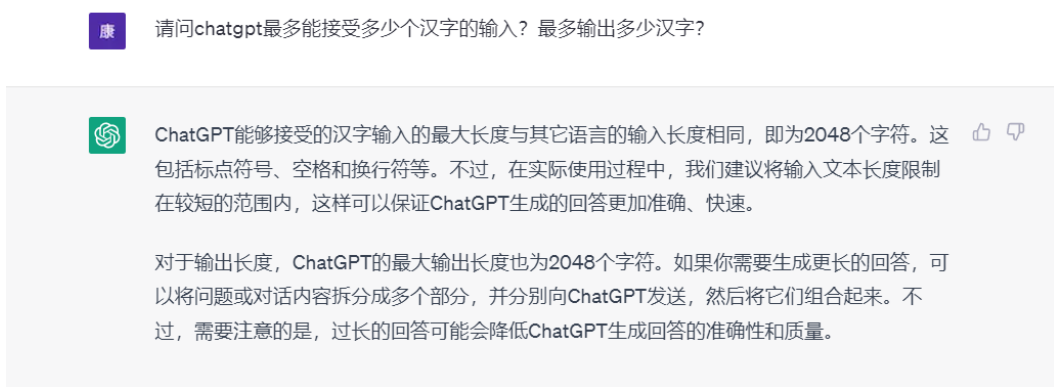 康
请问chatgpt最多能接受多少个汉字的输入？最多输出多少汉字？
ChatGPT能够接受的汉字输入的最大长度与其它语言的输入长度相同，即为2048个字符。这
包括标点符号、空格和换行符等。不过，在实际使用过程中，我们建议将输入文本长度限制
在较短的范围内，这样可以保证ChatGPT生成的回答更加准确、快速。
对于输出长度，ChatGPT的最大输出长度也为2048个字符。如果你需要生成更长的回答，可
以将问题或对话内容拆分成多个部分，并分别向ChatGPT发送，然后将它们组合起来。不
过，需要注意的是，过长的回答可能会降低ChatGPT生成回答的准确性和质量。